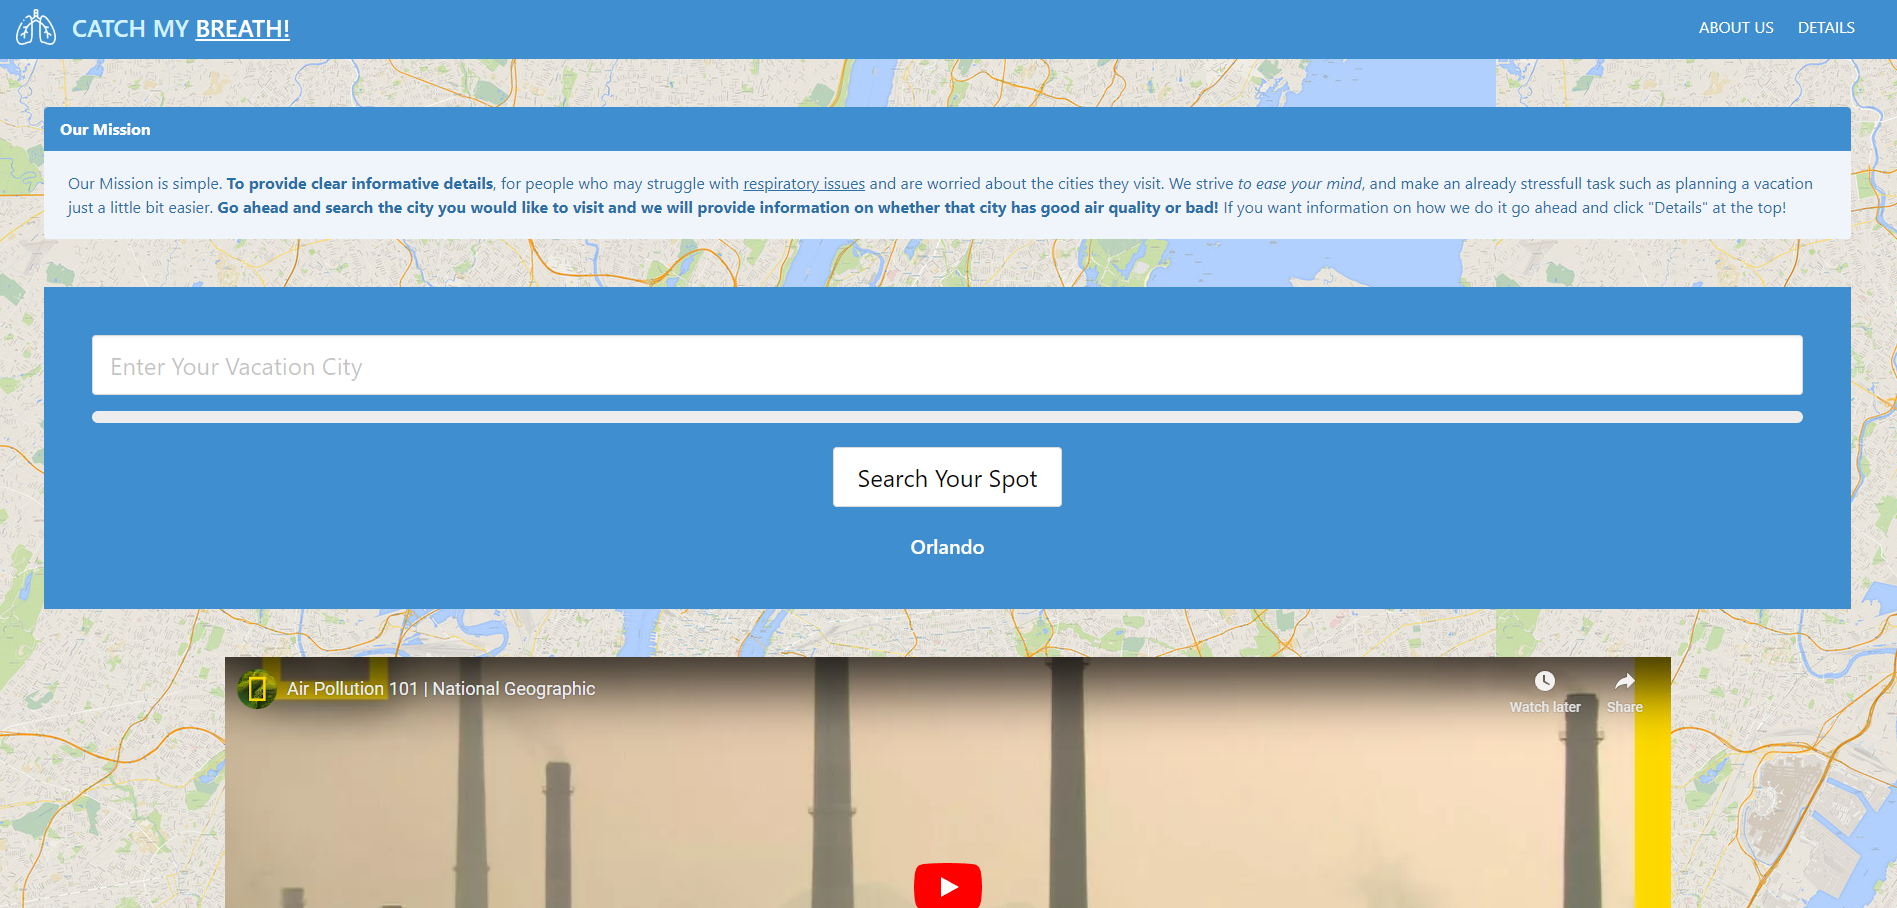 CATCH MY BREATH!
ABOUT US DETAILS
Our Mission
Our Mission is simple. To provide clear informative details, for people who may struggle with respiratory issues and are worried about the cities they visit. We strive to ease your mind, and make an already stressfull task such as planning a vacation
just a little bit easier. Go ahead and search the city you would like to visit and we will provide information on whether that city has good air quality or bad! If you want information on how we do it go ahead and click "Details" at the top!
Enter Your Vacation City
Search Your Spot
Orlando
Air Pollution 101 | National Geographic
Watch later
Share